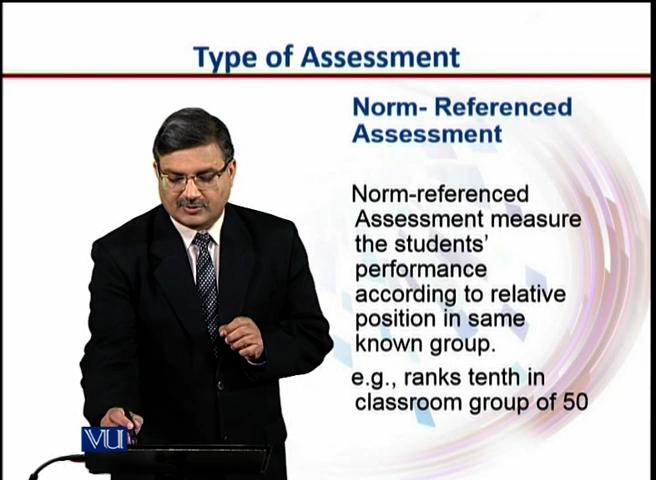 Type of Assessment
Norm- Referenced
Assessment
Norm-referenced
Assessment measure
the students'
performance
according to relative
position in same
known group.
e.g., ranks tenth in
classroom group of 50
VU